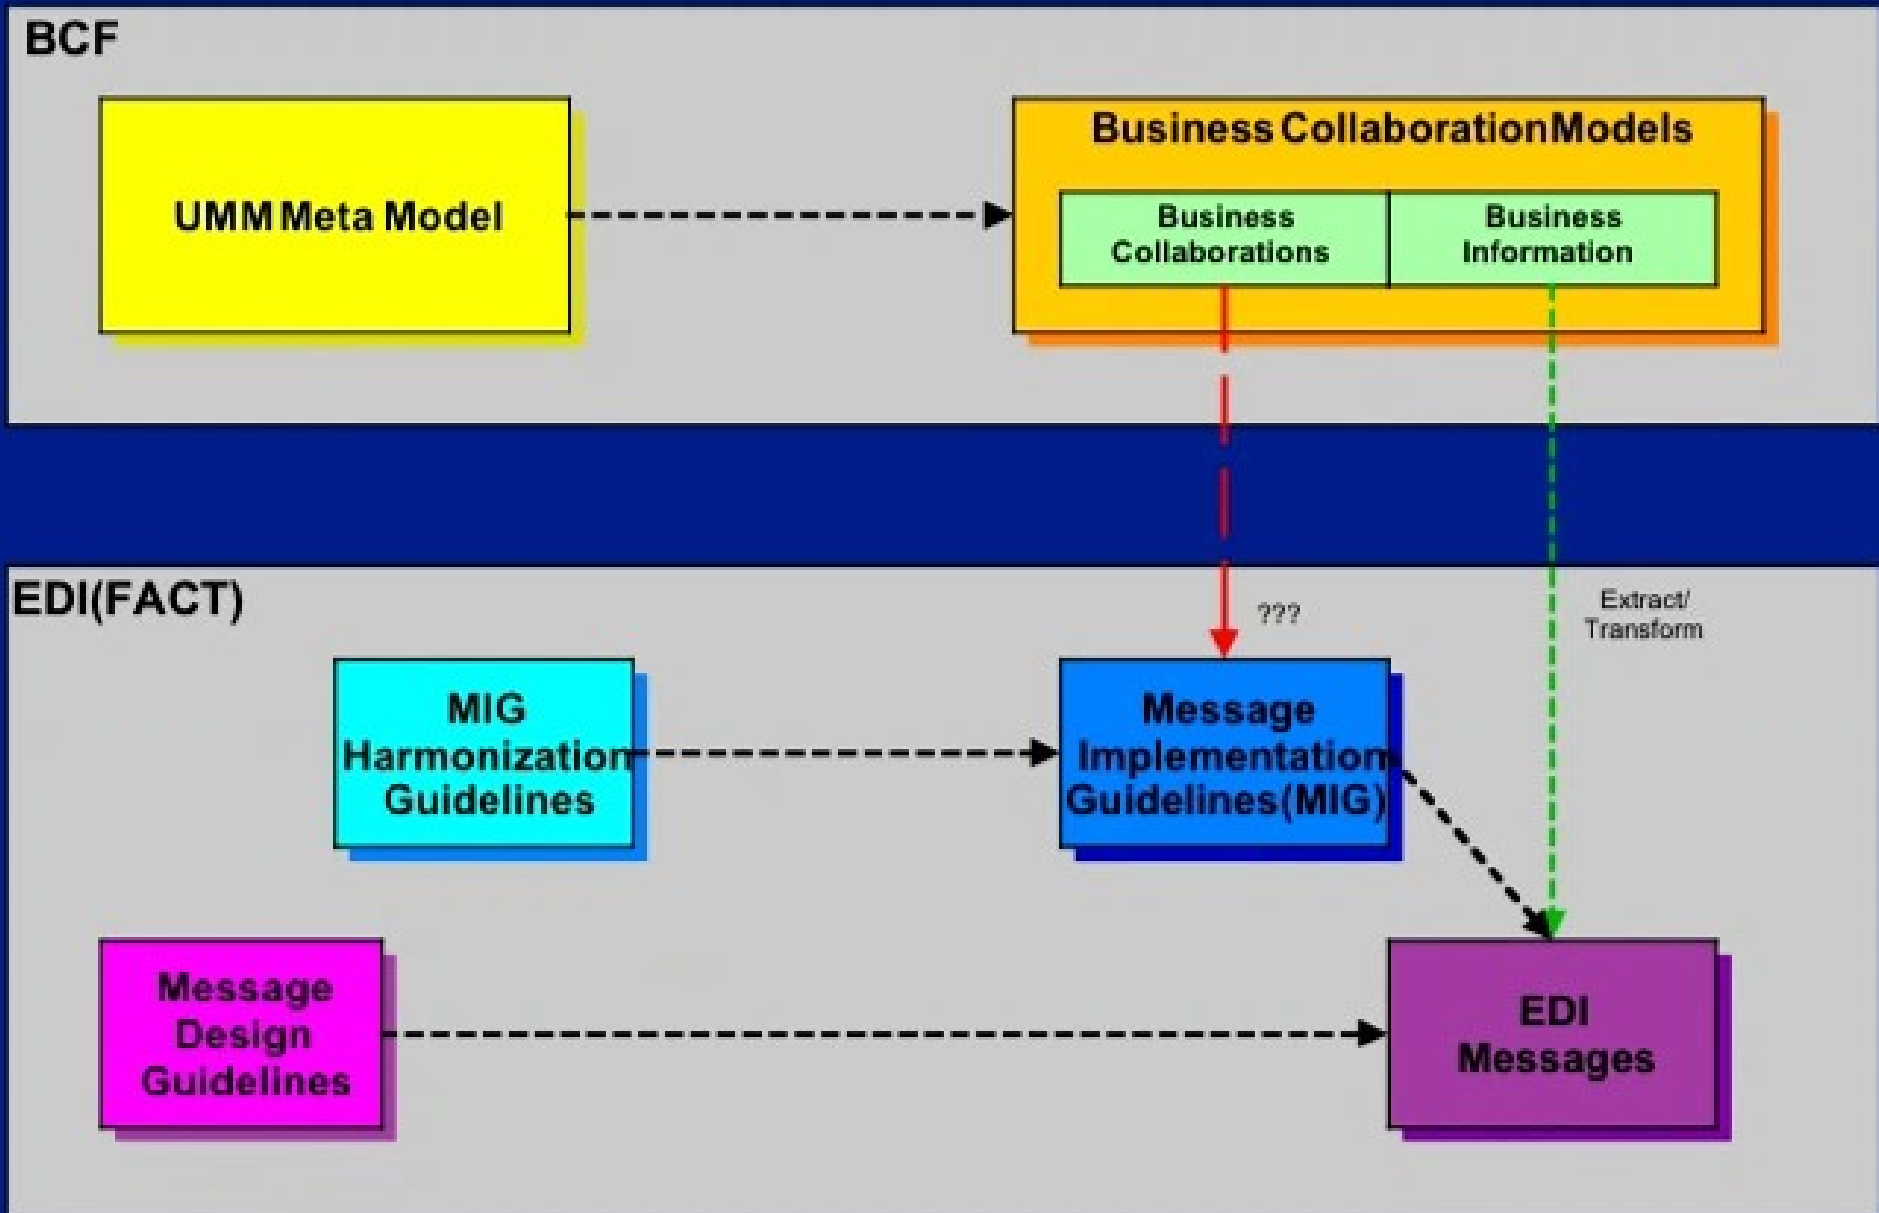 BCF
UMM Meta Model
Business Collaboration Models
Business
Collaborations
Business
Information
EDI(FACT)
???
Extract/
Transform
MIG
Harmonization
Guidelines
Message
Implementation
Guidelines (MIG)
Message
Design
Guidelines
EDI
Messages